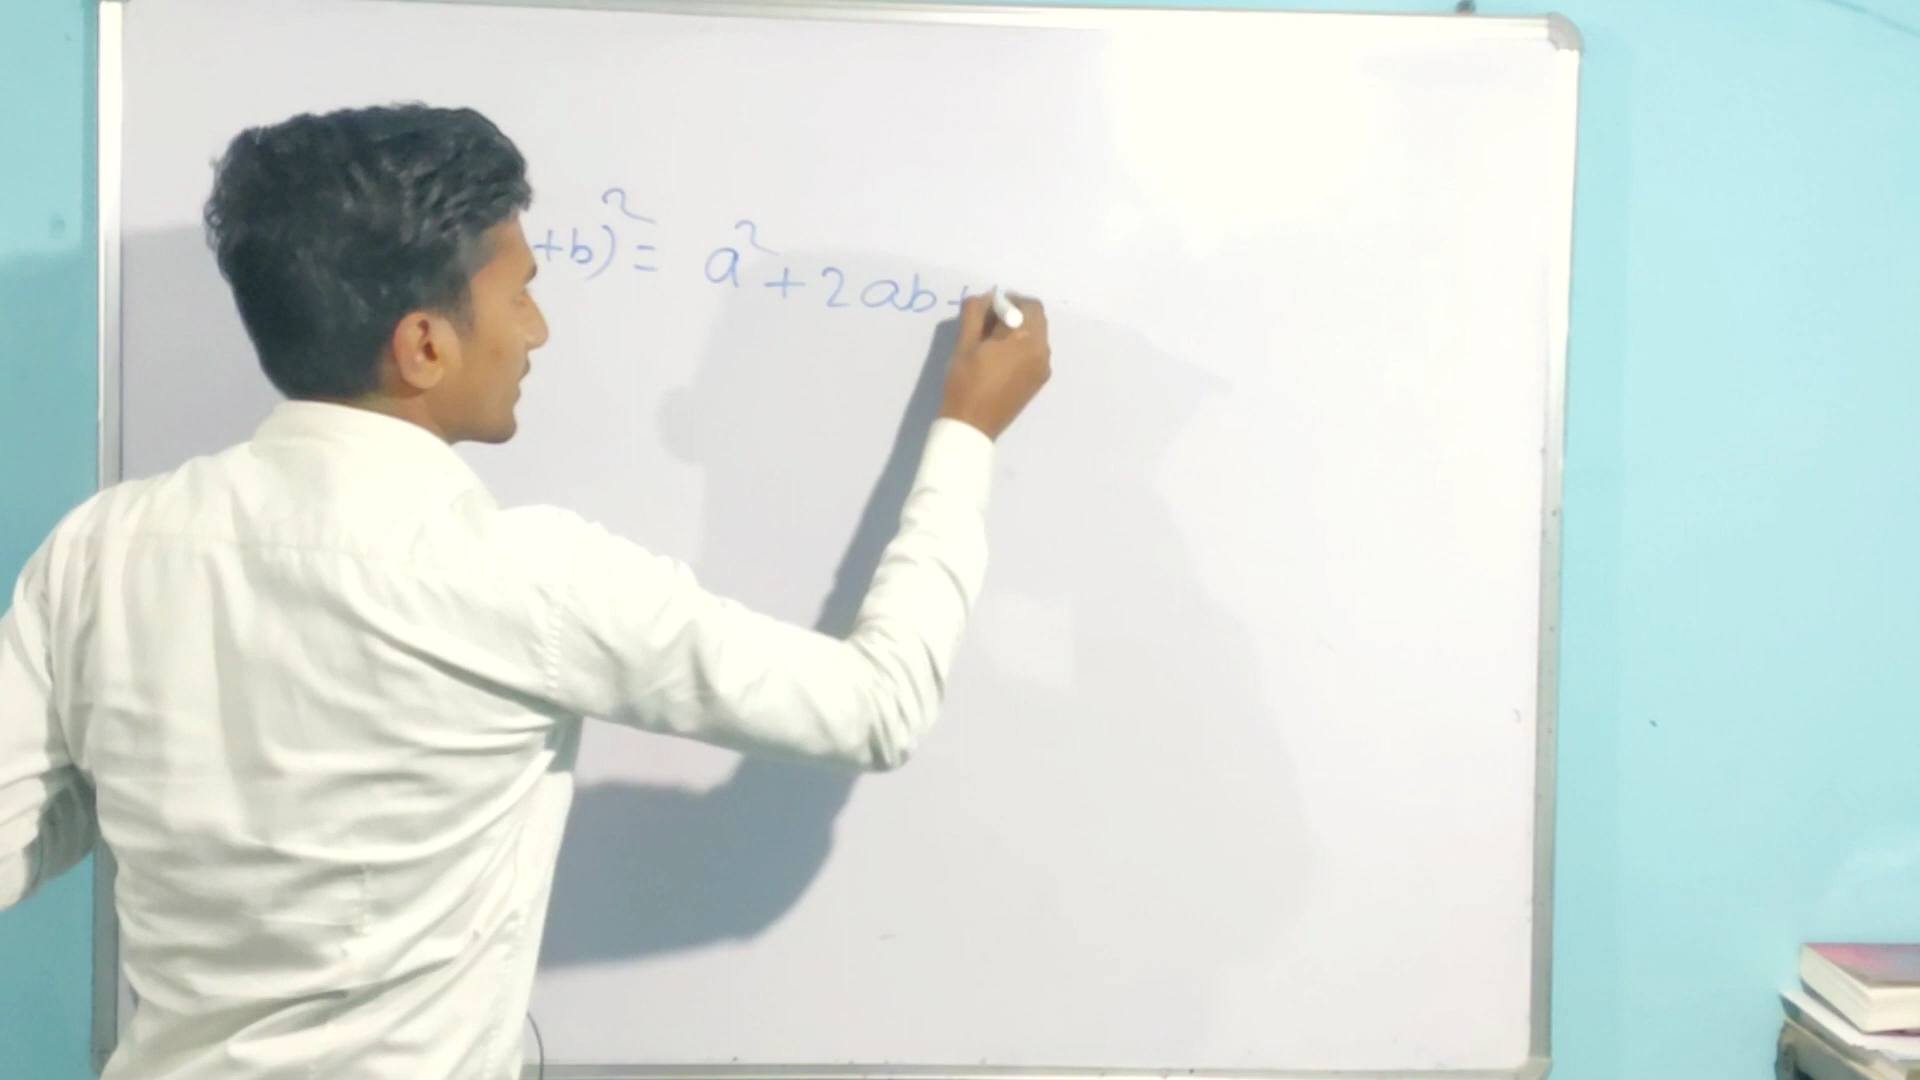 +b)² = a² + 2ab +